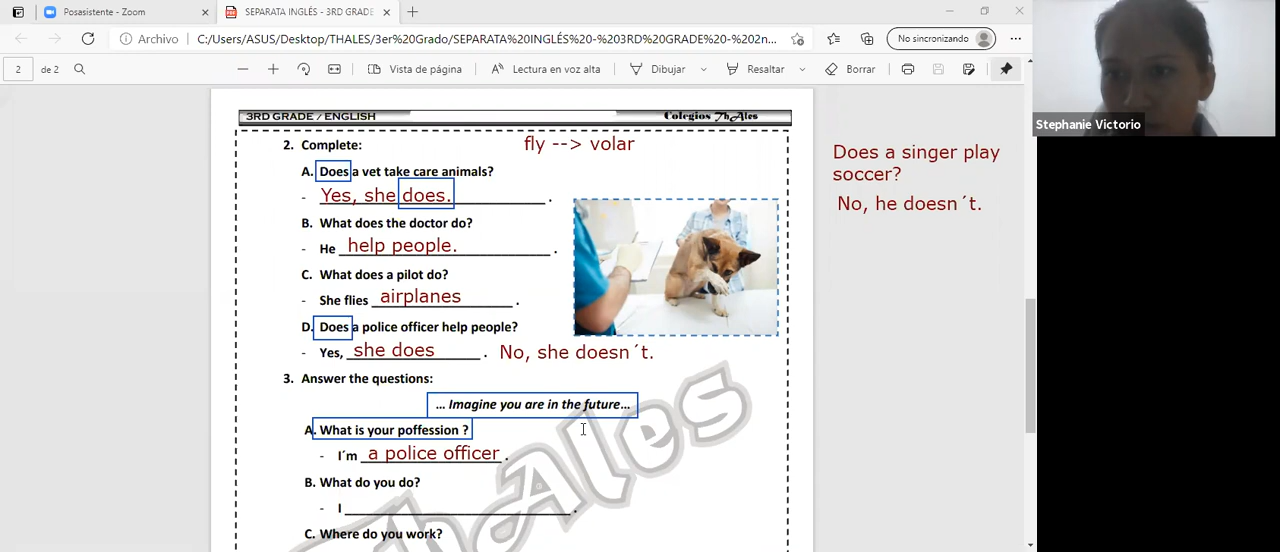 Posasistente - Zoom
SEPARATA INGLÉS - 3RD GRADE
Archivo
C:/Users/ASUS/Desktop/THALES/3er%20Grado/SEPARATA%20INGLÉS%20-%203RD%20GRADE%20-%202n...
No sincronizando
2 de 2
Vista de página
Lectura en voz alta
Dibujar
Resaltar
Borrar
3RD GRADE / ENGLISH
Colegios ThAles
2. Complete:
fly --> volar
A. Does a vet take care animals?
- Yes, she does. .
B. What does the doctor do?
- He help people. .
C. What does a pilot do?
- She flies airplanes .
D. Does a police officer help people?
- Yes, she does . No, she doesn´t.
3. Answer the questions:
... Imagine you are in the future...
A. What is your poffession ?
- I´m a police officer .
B. What do you do?
- I .
C. Where do you work?
ThAles
Does a singer play
soccer?
No, he doesn´t.
Stephanie Victorio